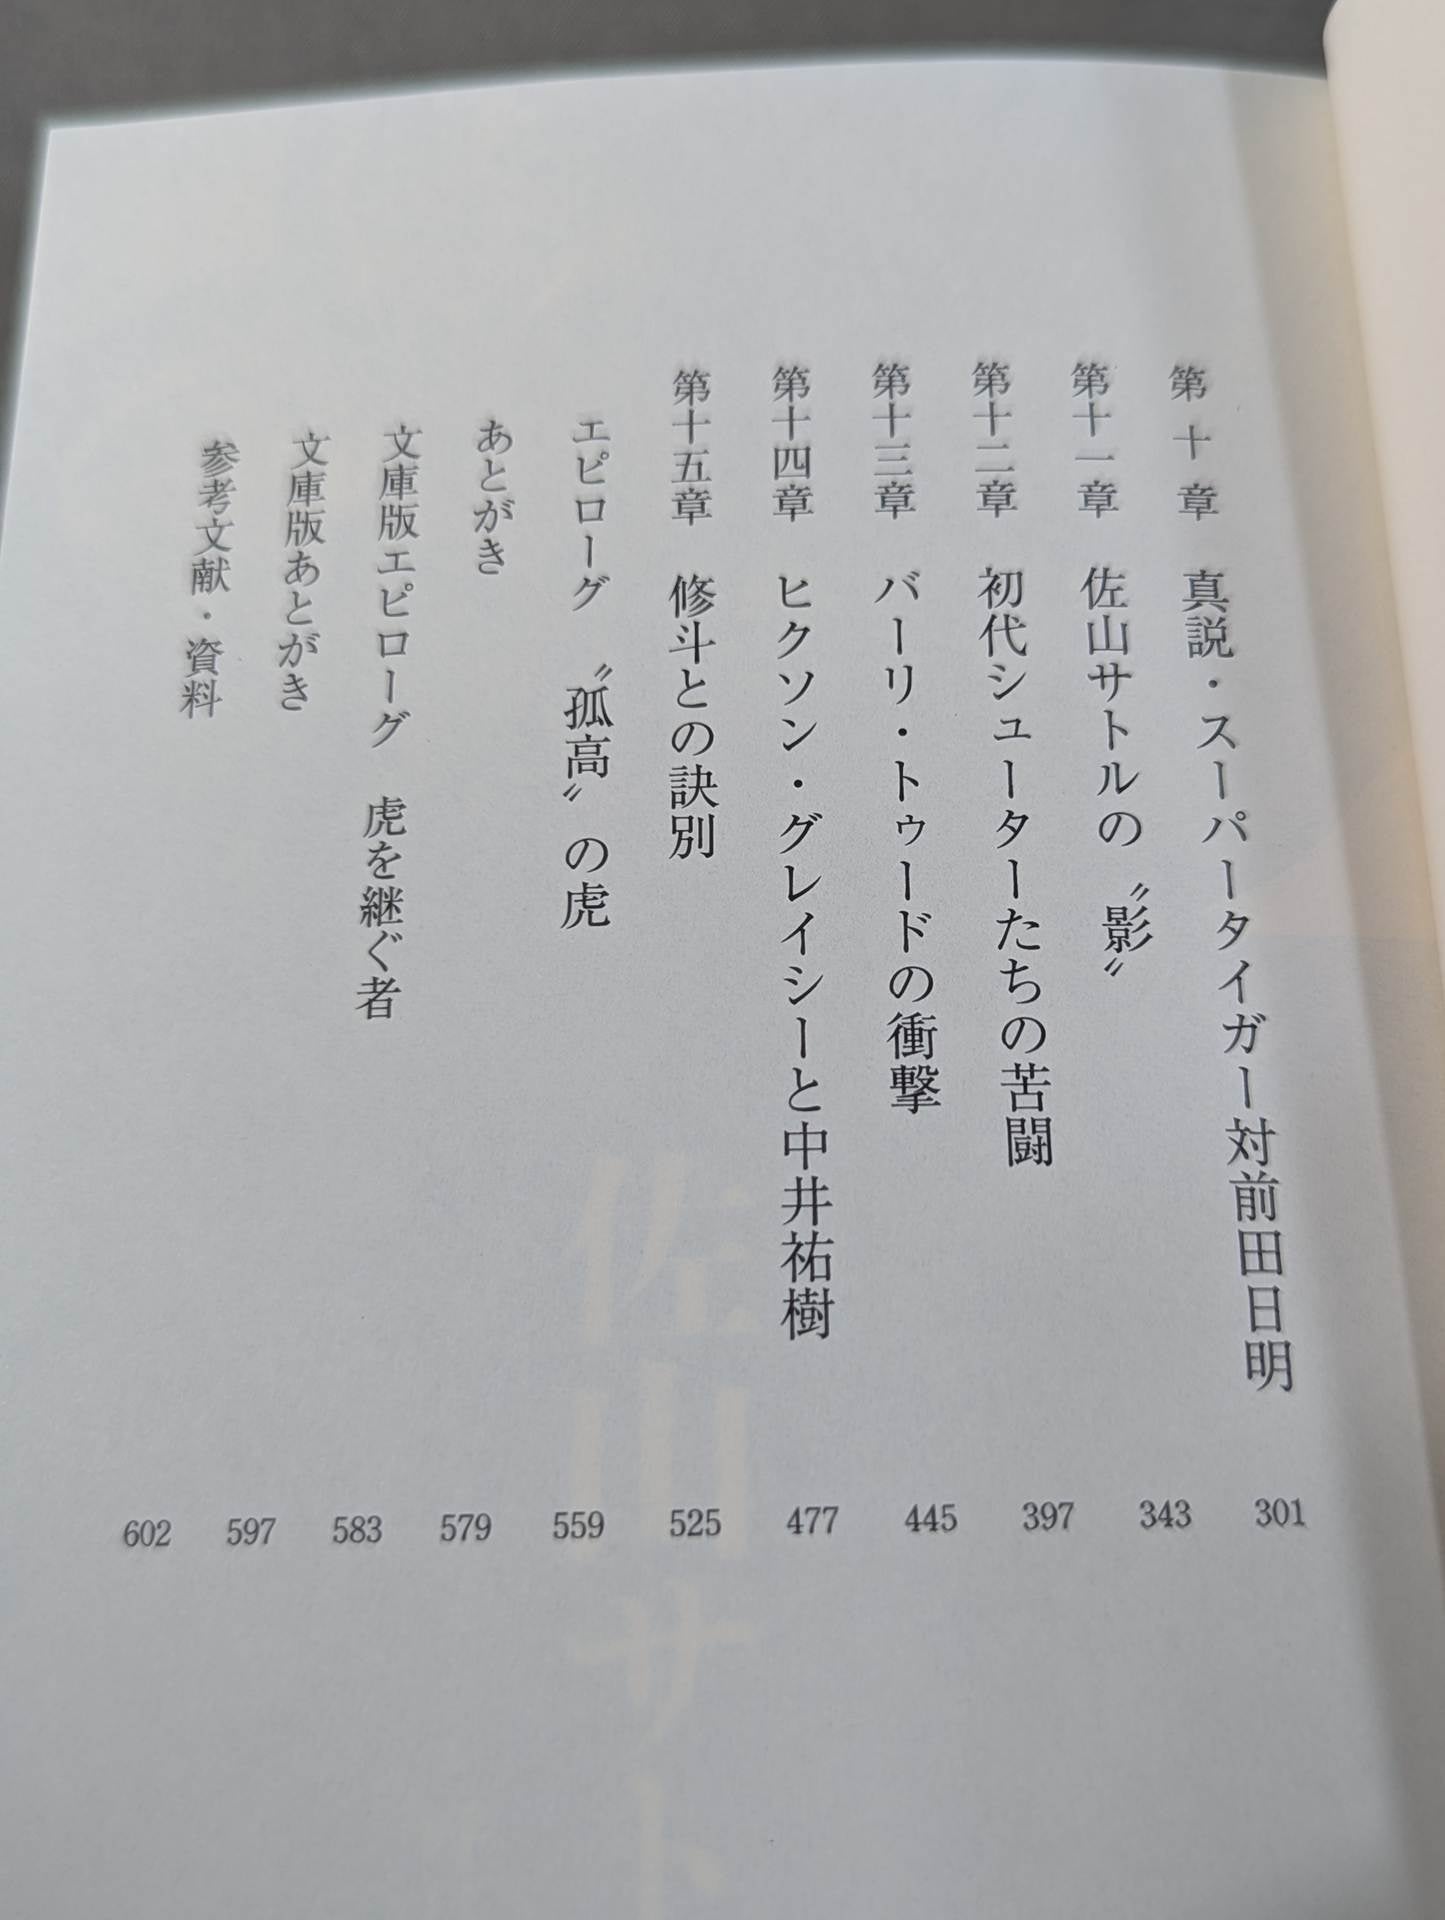 第十章　真説・スーパータイガー対前田日明　301
第十一章　佐山サトルの〝影〟　343
第十二章　初代シューターたちの苦闘　397
第十三章　バーリ・トゥードの衝撃　445
第十四章　ヒクソン・グレイシーと中井祐樹　477
第十五章　修斗との訣別　525
エピローグ　〝孤高〟の虎　559
あとがき　579
文庫版エピローグ　虎を継ぐ者　583
文庫版あとがき　597
参考文献・資料　602
佐山サト